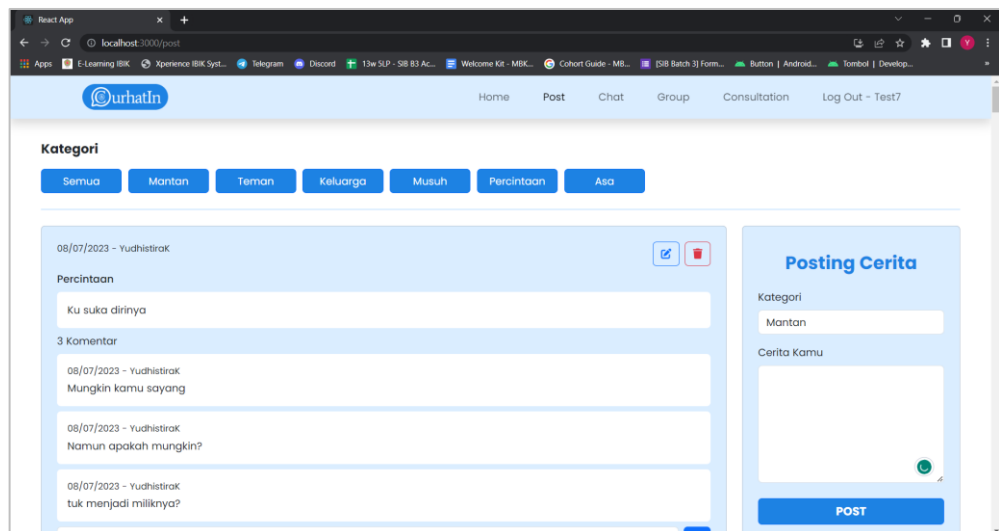 React App
localhost:3000/post
Apps E-Learning IBIK Xperience IBIK Syst... Telegram Discord 13w SLP - SIB B3 Ac... Welcome Kit - MBK... Cohort Guide - MB... [SIB Batch 3] Form... Button | Android... Tombol | Develop...
CurhatIn Home Post Chat Group Consultation Log Out - Test7
Kategori
Semua Mantan Teman Keluarga Musuh Percintaan Asa
08/07/2023 - YudhistiraK
Percintaan
Ku suka dirinya
3 Komentar
08/07/2023 - YudhistiraK
Mungkin kamu sayang
08/07/2023 - YudhistiraK
Namun apakah mungkin?
08/07/2023 - YudhistiraK
tuk menjadi miliknya?
Posting Cerita
Kategori
Mantan
Cerita Kamu
POST